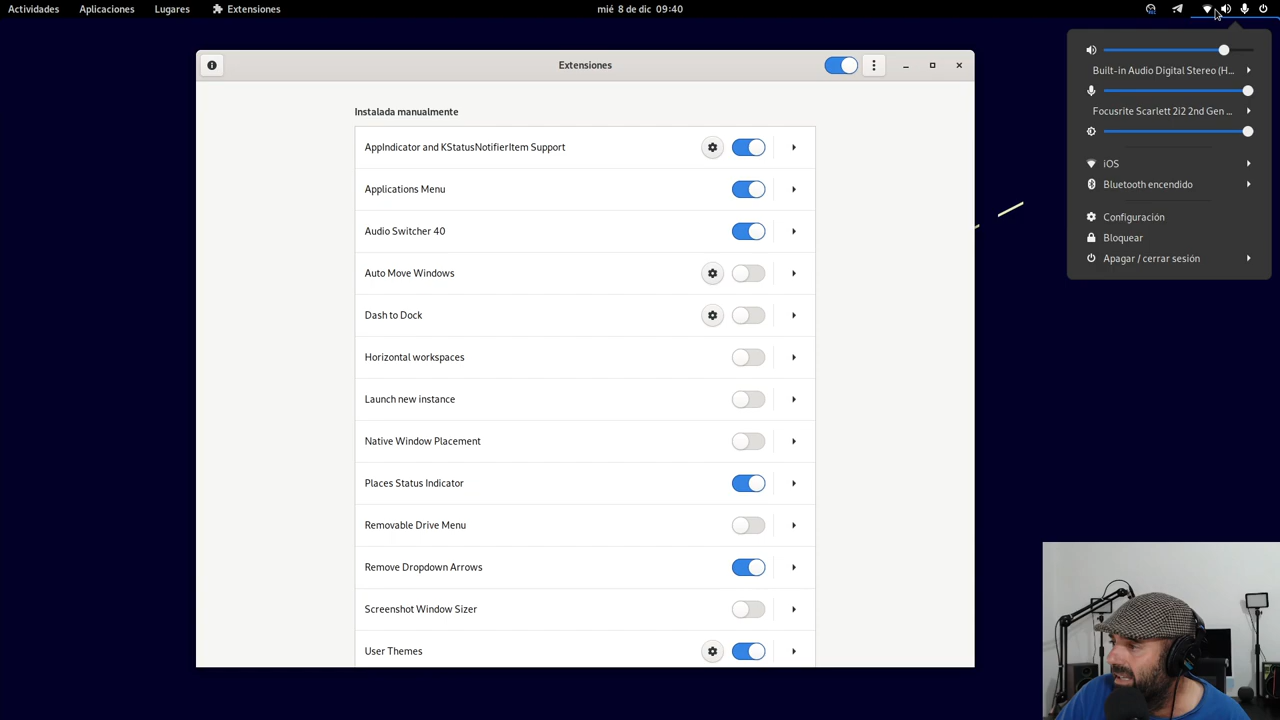 Actividades Aplicaciones Lugares Extensiones mié 8 de dic 09:40
Extensiones
Instalada manualmente
AppIndicator and KStatusNotifierItem Support
Applications Menu
Audio Switcher 40
Auto Move Windows
Dash to Dock
Horizontal workspaces
Launch new instance
Native Window Placement
Places Status Indicator
Removable Drive Menu
Remove Dropdown Arrows
Screenshot Window Sizer
User Themes
Built-in Audio Digital Stereo (H...
Focusrite Scarlett 2i2 2nd Gen ...
iOS
Bluetooth encendido
Configuración
Bloquear
Apagar / cerrar sesión